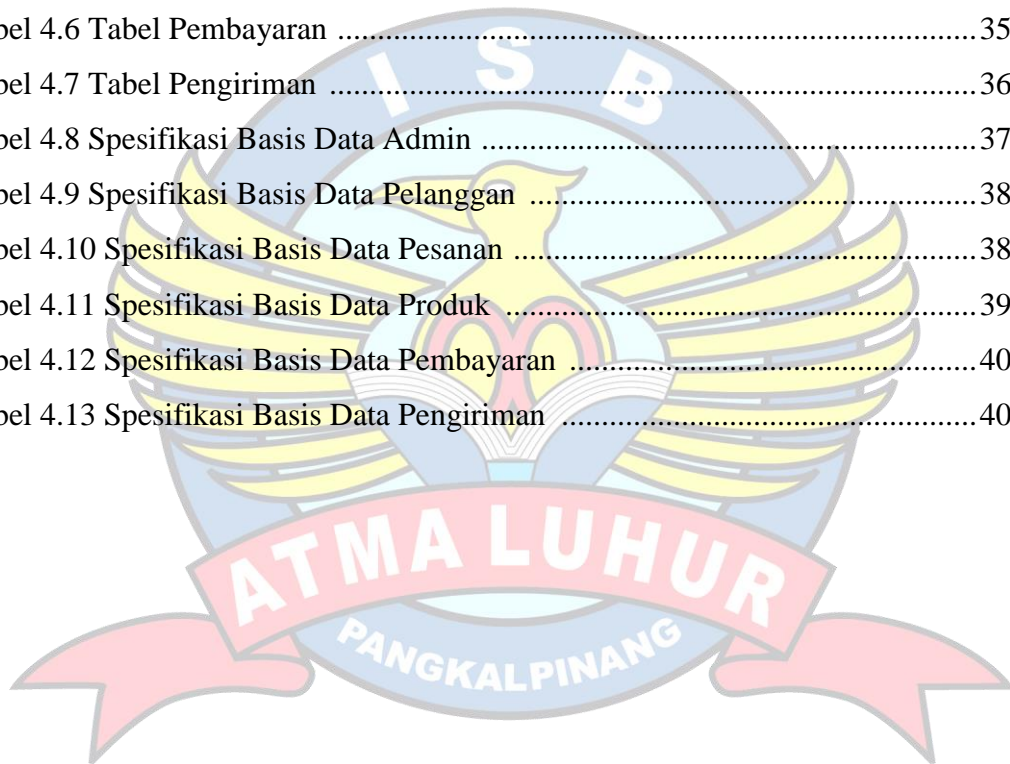 bel 4.6 Tabel Pembayaran ........................................................................................ 35
bel 4.7 Tabel Pengiriman ......................................................................................... 36
bel 4.8 Spesifikasi Basis Data Admin ..................................................................... 37
bel 4.9 Spesifikasi Basis Data Pelanggan .............................................................. 38
bel 4.10 Spesifikasi Basis Data Pesanan ................................................................ 38
bel 4.11 Spesifikasi Basis Data Produk ................................................................. 39
bel 4.12 Spesifikasi Basis Data Pembayaran ......................................................... 40
bel 4.13 Spesifikasi Basis Data Pengiriman .......................................................... 40
I S B
ATMA LUHUR
PANGKALPINANG